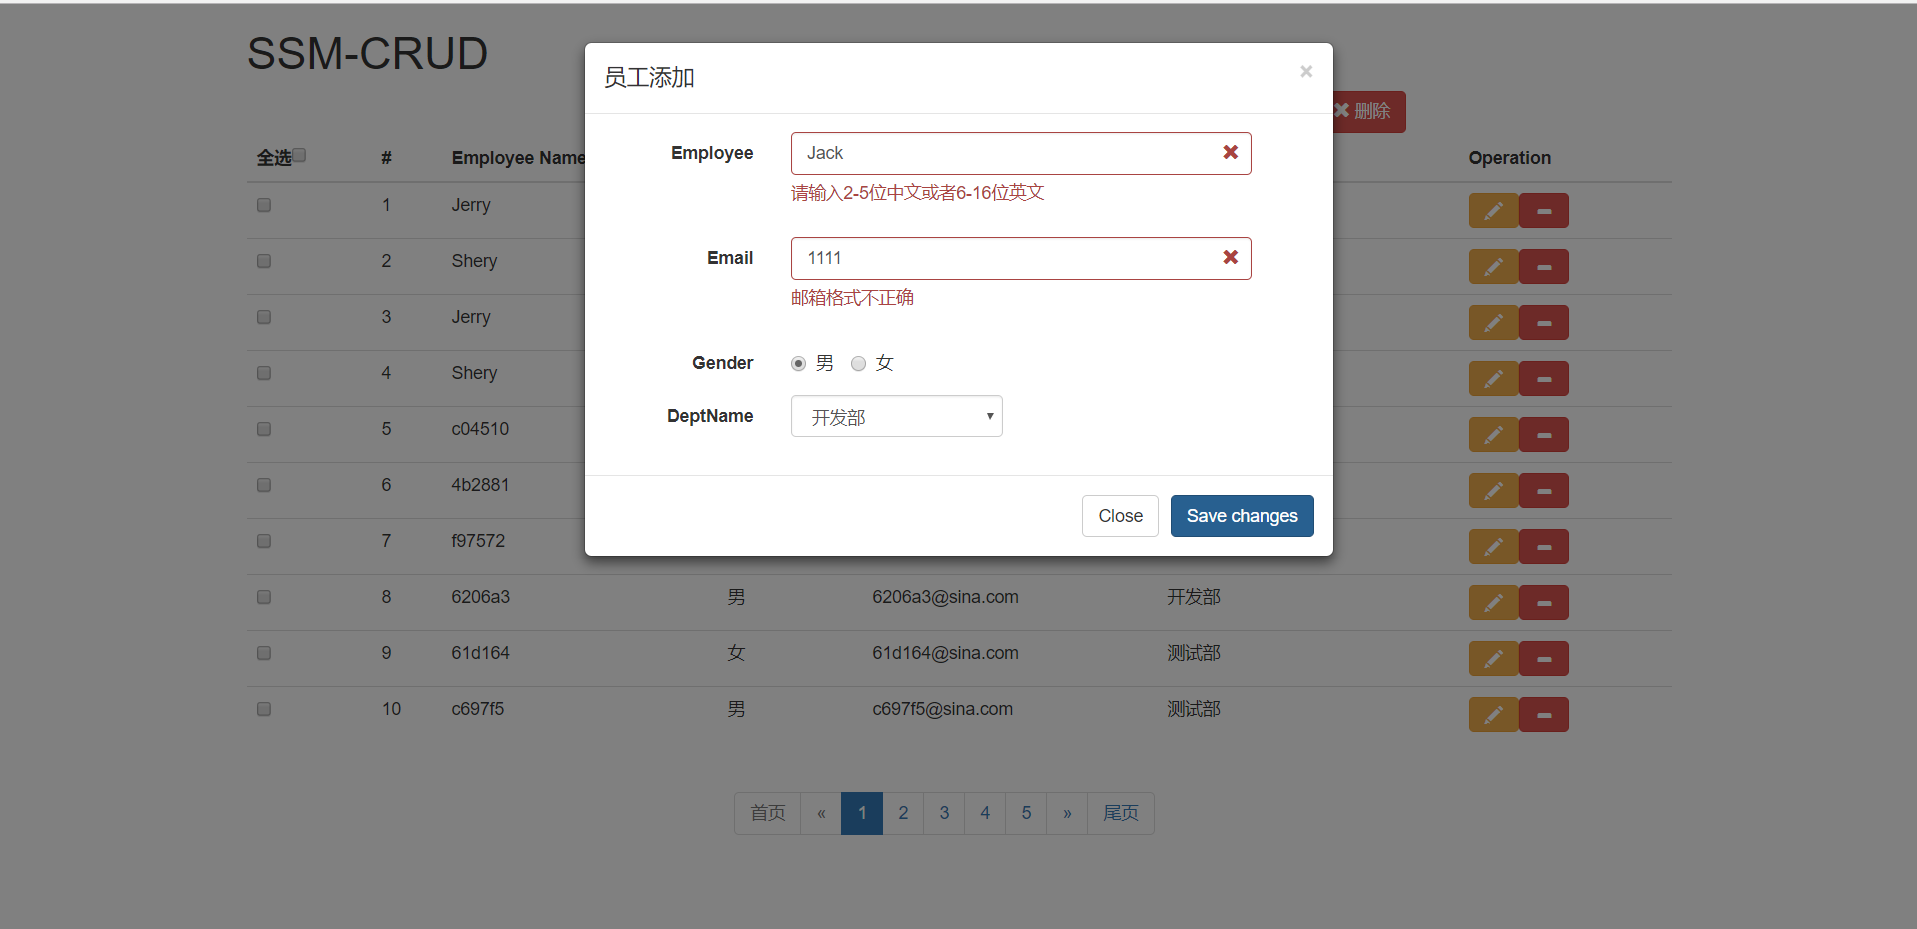 SSM-CRUD
员工添加 ×
删除
全选 # Employee Name Operation
Employee Jack
请输入2-5位中文或者6-16位英文
Email 1111
邮箱格式不正确
Gender 男 女
DeptName 开发部
Close Save changes
1 Jerry
2 Shery
3 Jerry
4 Shery
5 c04510
6 4b2881
7 f97572
8 6206a3 男 6206a3@sina.com 开发部
9 61d164 女 61d164@sina.com 测试部
10 c697f5 男 c697f5@sina.com 测试部
首页 « 1 2 3 4 5 » 尾页